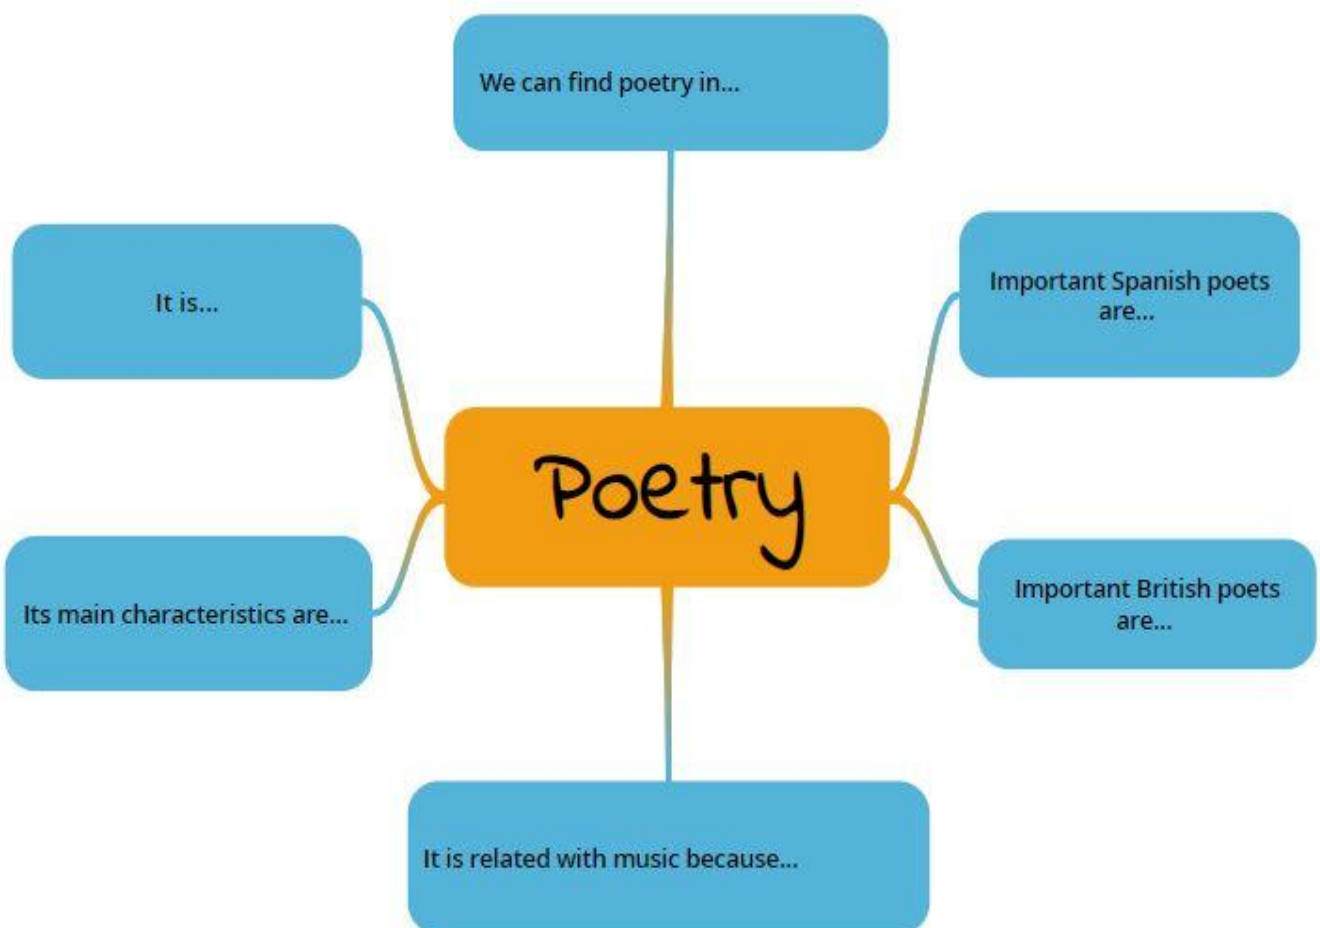 We can find poetry in...
It is...
Important Spanish poets
are...
Poetry
Its main characteristics are...
Important British poets
are...
It is related with music because...